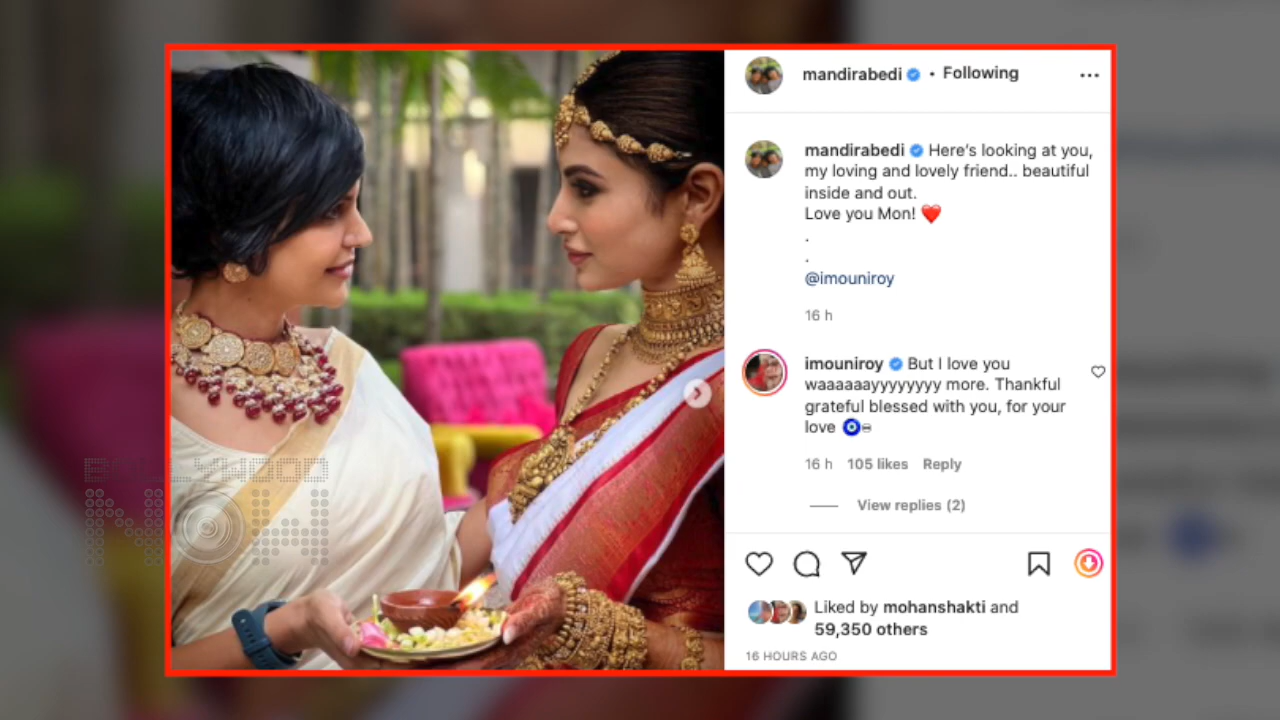 mandirabedi • Following
mandirabedi Here's looking at you,
my loving and lovely friend.. beautiful
inside and out.
Love you Mon! ❤️
.
.
@imouniroy
16 h
imouniroy But I love you
waaaaaayyyyyyyy more. Thankful
grateful blessed with you, for your
love 🧿♾
16 h 105 likes Reply
View replies (2)
Liked by mohanshakti and
59,350 others
16 HOURS AGO
BOLLYWOOD
NOW